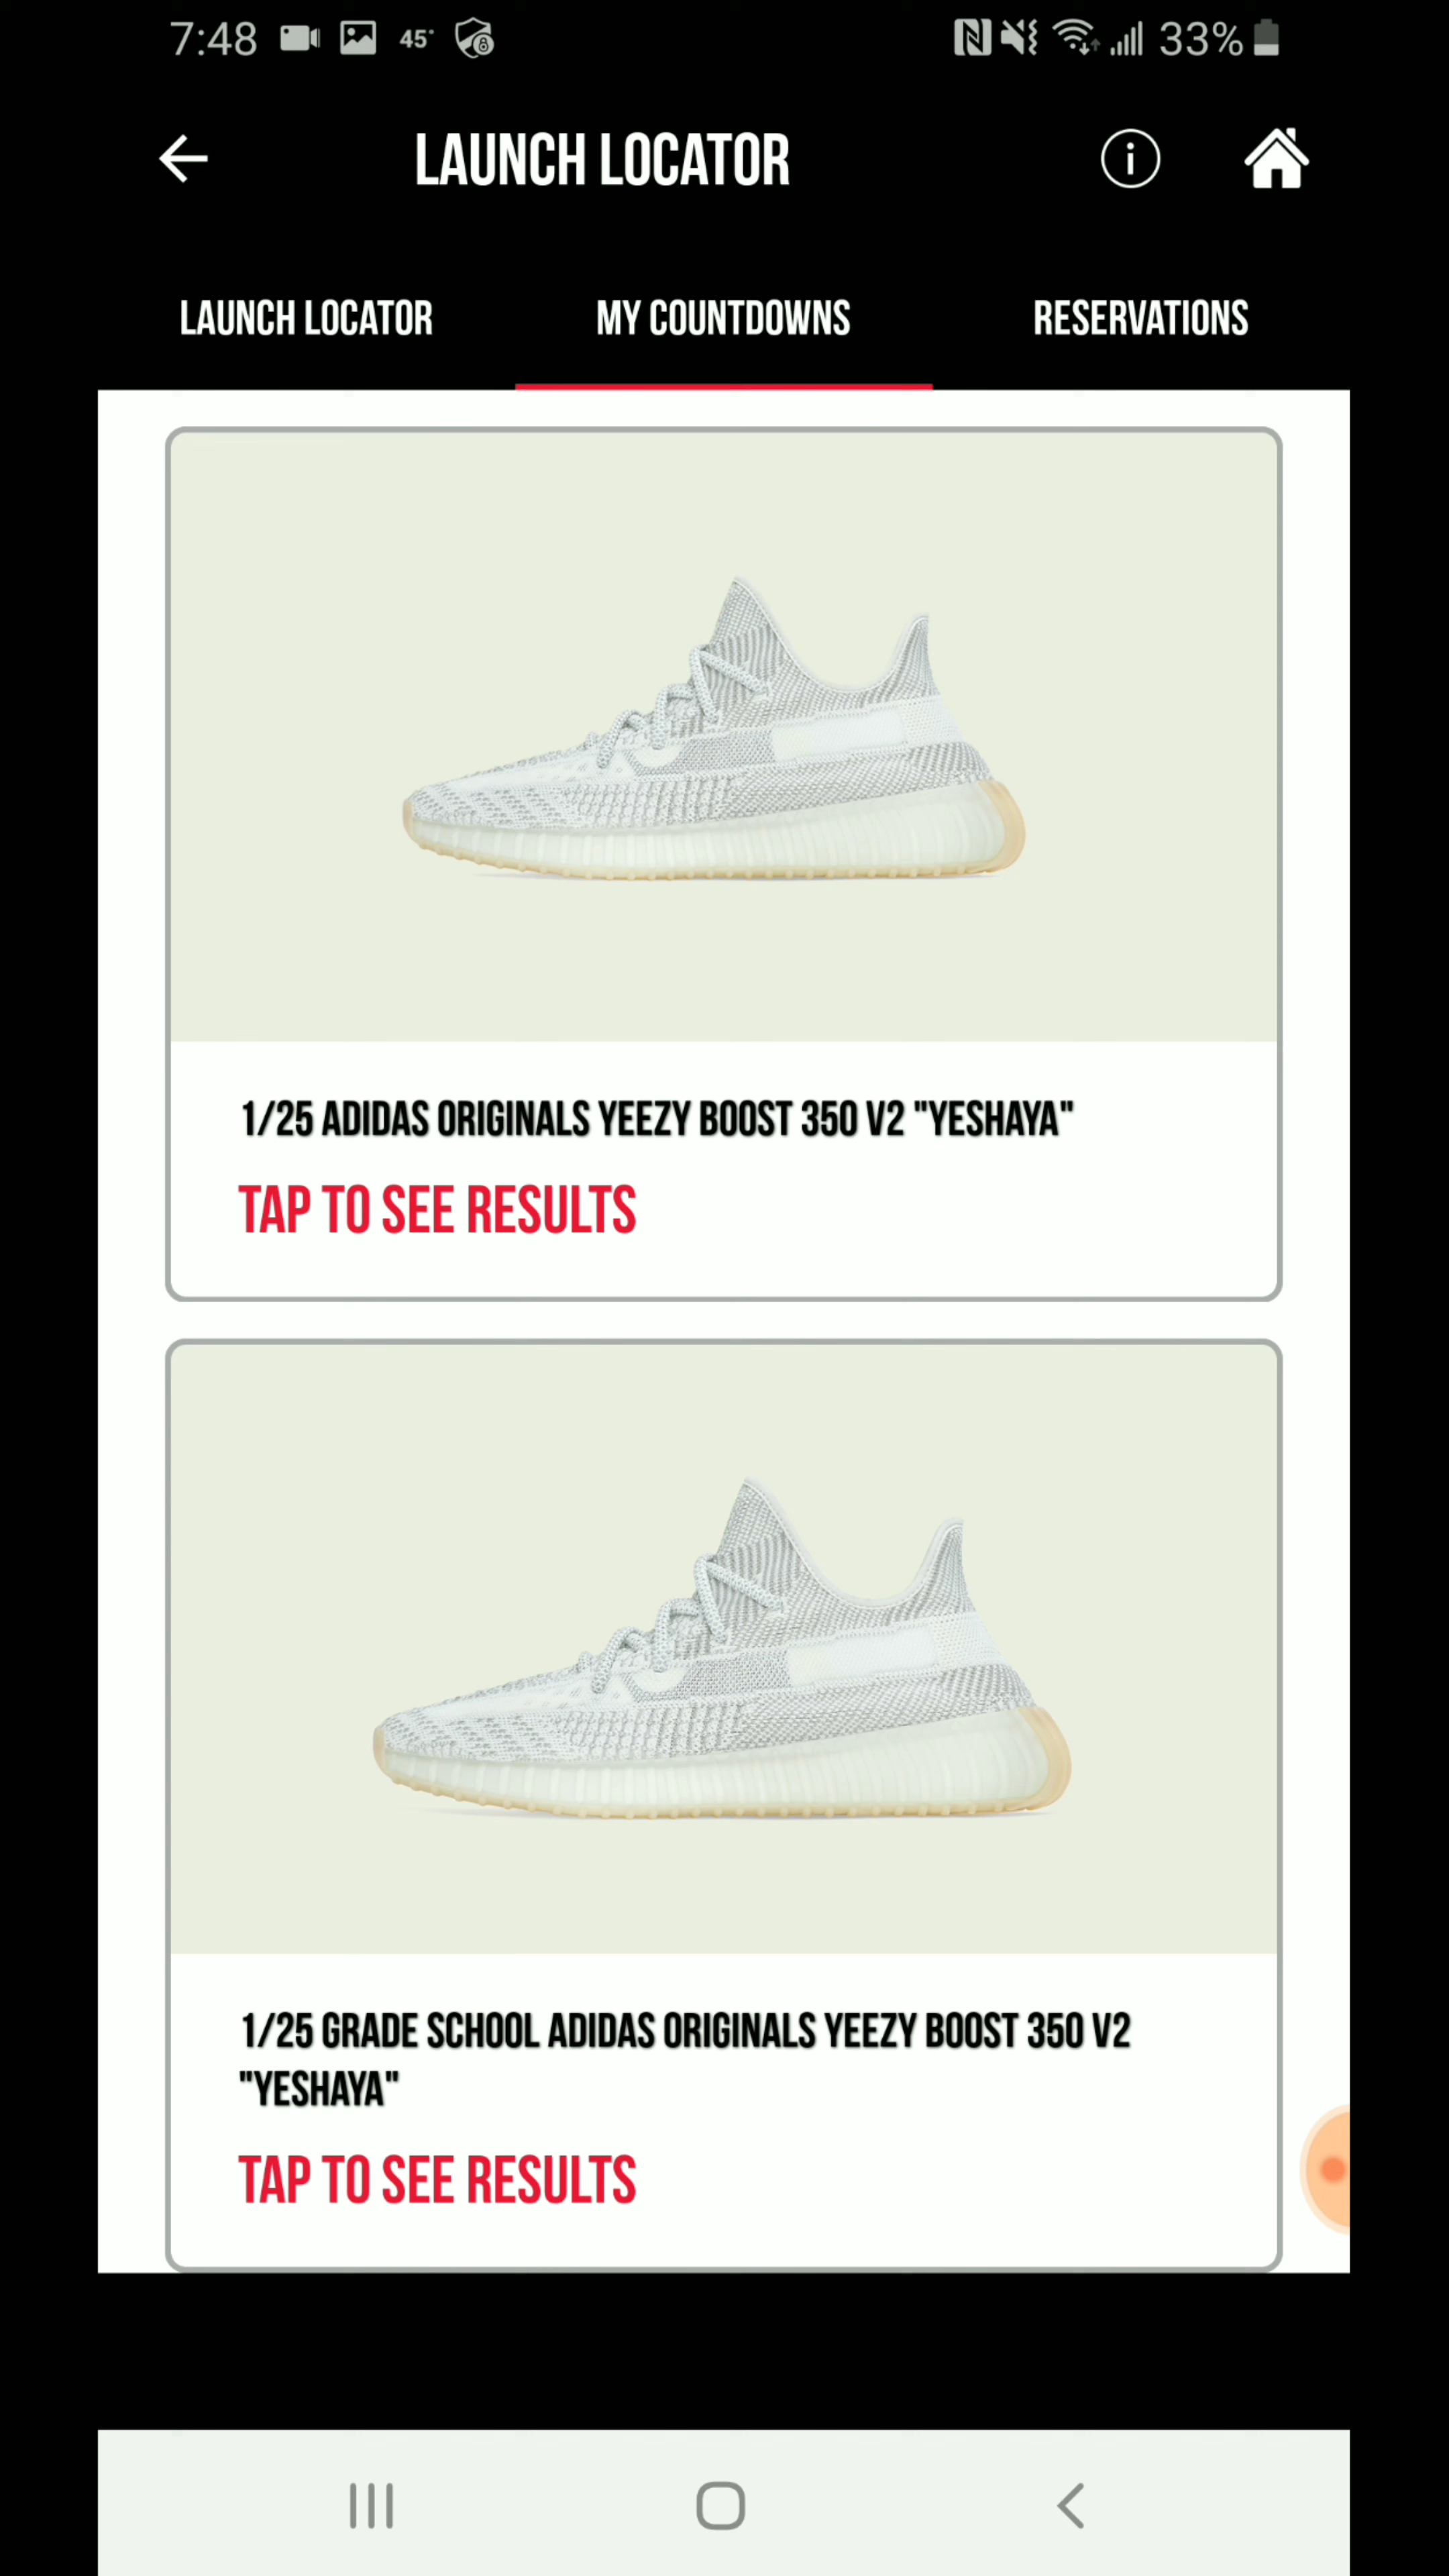 7:48 45° 33%
LAUNCH LOCATOR
LAUNCH LOCATOR MY COUNTDOWNS RESERVATIONS
1/25 ADIDAS ORIGINALS YEEZY BOOST 350 V2 "YESHAYA"
TAP TO SEE RESULTS
1/25 GRADE SCHOOL ADIDAS ORIGINALS YEEZY BOOST 350 V2
"YESHAYA"
TAP TO SEE RESULTS